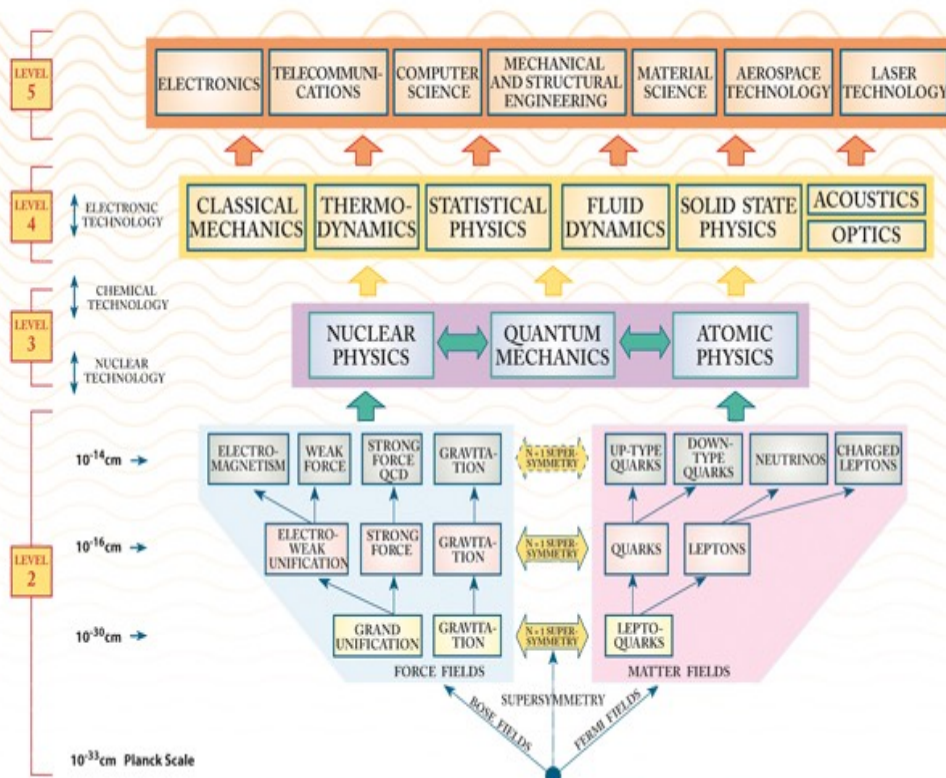 LEVEL
5
ELECTRONICS
TELECOMMUNI-
CATIONS
COMPUTER
SCIENCE
MECHANICAL
AND STRUCTURAL
ENGINEERING
MATERIAL
SCIENCE
AEROSPACE
TECHNOLOGY
LASER
TECHNOLOGY
LEVEL
4
ELECTRONIC
TECHNOLOGY
CLASSICAL
MECHANICS
THERMO-
DYNAMICS
STATISTICAL
PHYSICS
FLUID
DYNAMICS
SOLID STATE
PHYSICS
ACOUSTICS
OPTICS
CHEMICAL
TECHNOLOGY
LEVEL
3
NUCLEAR
TECHNOLOGY
NUCLEAR
PHYSICS
QUANTUM
MECHANICS
ATOMIC
PHYSICS
LEVEL
2
10-14cm
ELECTRO-
MAGNETISM
WEAK
FORCE
STRONG
FORCE
QCD
GRAVITA-
TION
N = 1 SUPER-
SYMMETRY
UP-TYPE
QUARKS
DOWN-
TYPE
QUARKS
NEUTRINOS
CHARGED
LEPTONS
10-16cm
ELECTRO-
WEAK
UNIFICATION
STRONG
FORCE
GRAVITA-
TION
N = 1 SUPER-
SYMMETRY
QUARKS
LEPTONS
10-30cm
GRAND
UNIFICATION
GRAVITA-
TION
N = 1 SUPER-
SYMMETRY
LEPTO-
QUARKS
FORCE FIELDS
MATTER FIELDS
BOSE FIELDS
SUPERSYMMETRY
FERMI FIELDS
10-33cm Planck Scale